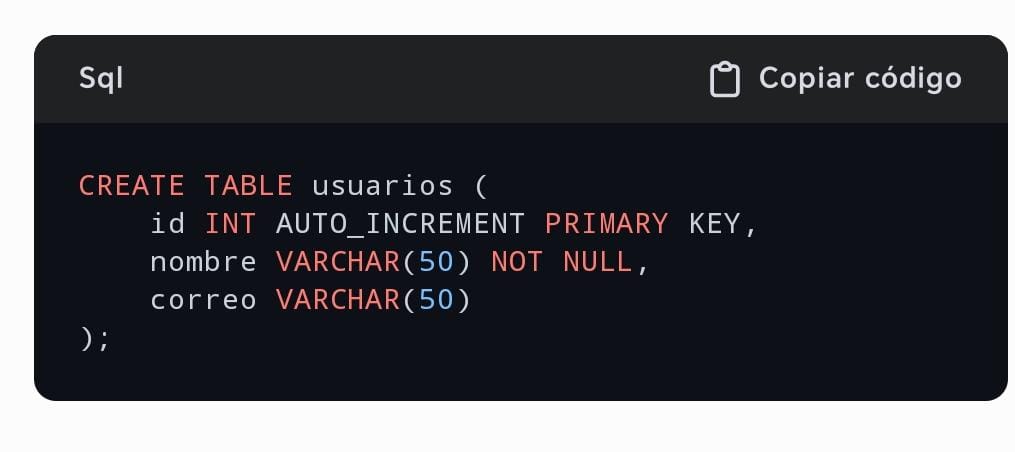 Sql
Copiar código
CREATE TABLE usuarios (
    id INT AUTO_INCREMENT PRIMARY KEY,
    nombre VARCHAR(50) NOT NULL,
    correo VARCHAR(50)
);